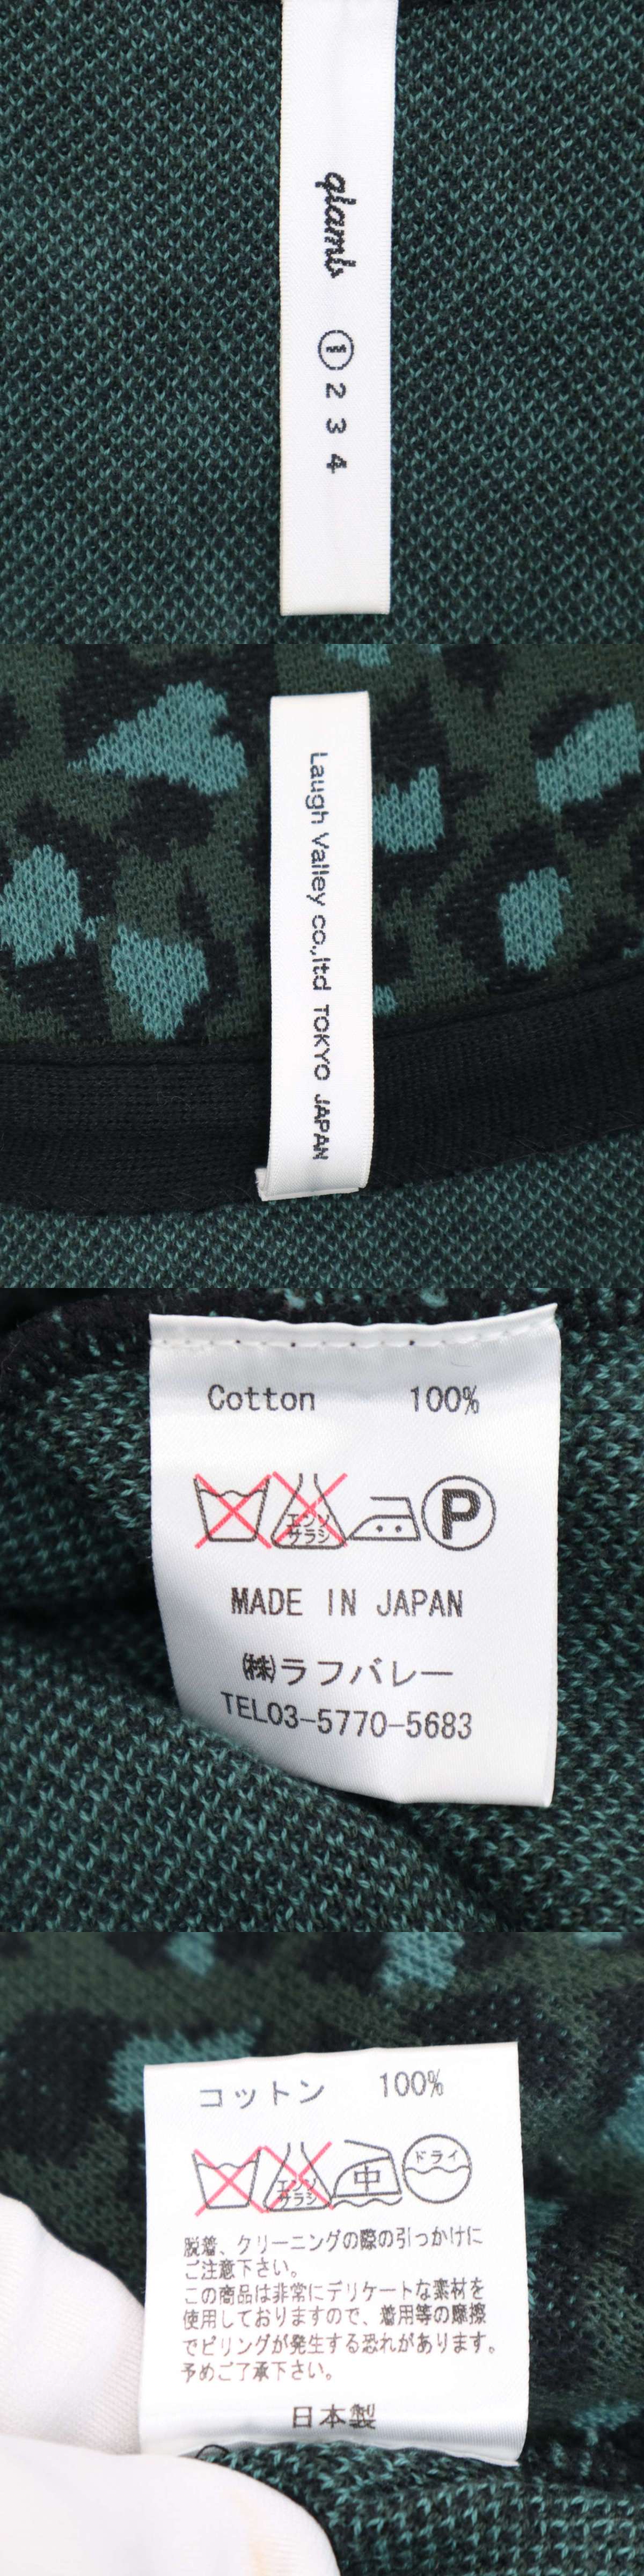 glamb ① 2 3 4
Laugh Valley co.,ltd TOKYO JAPAN
Cotton 100%
エンソ
サラシ
P
MADE IN JAPAN
㈱ラフバレー
TEL03-5770-5683
コットン 100%
エンソ
サラシ
中
ドライ
脱着、クリーニングの際の引っかけに
ご注意下さい。
この商品は非常にデリケートな素材を
使用しておりますので、着用等の摩擦
でピリングが発生する恐れがあります。
予めご了承下さい。
日本製